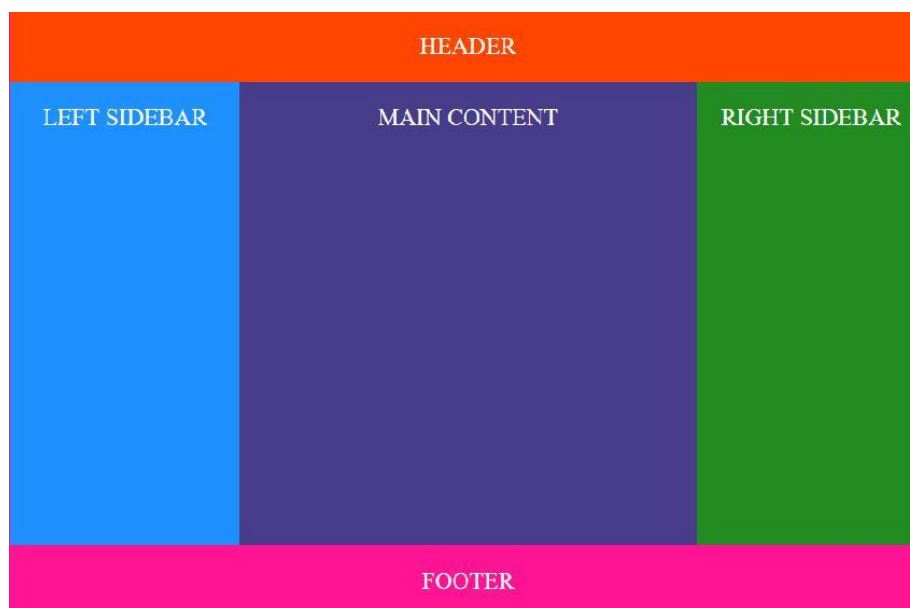 HEADER
LEFT SIDEBAR
MAIN CONTENT
RIGHT SIDEBAR
FOOTER